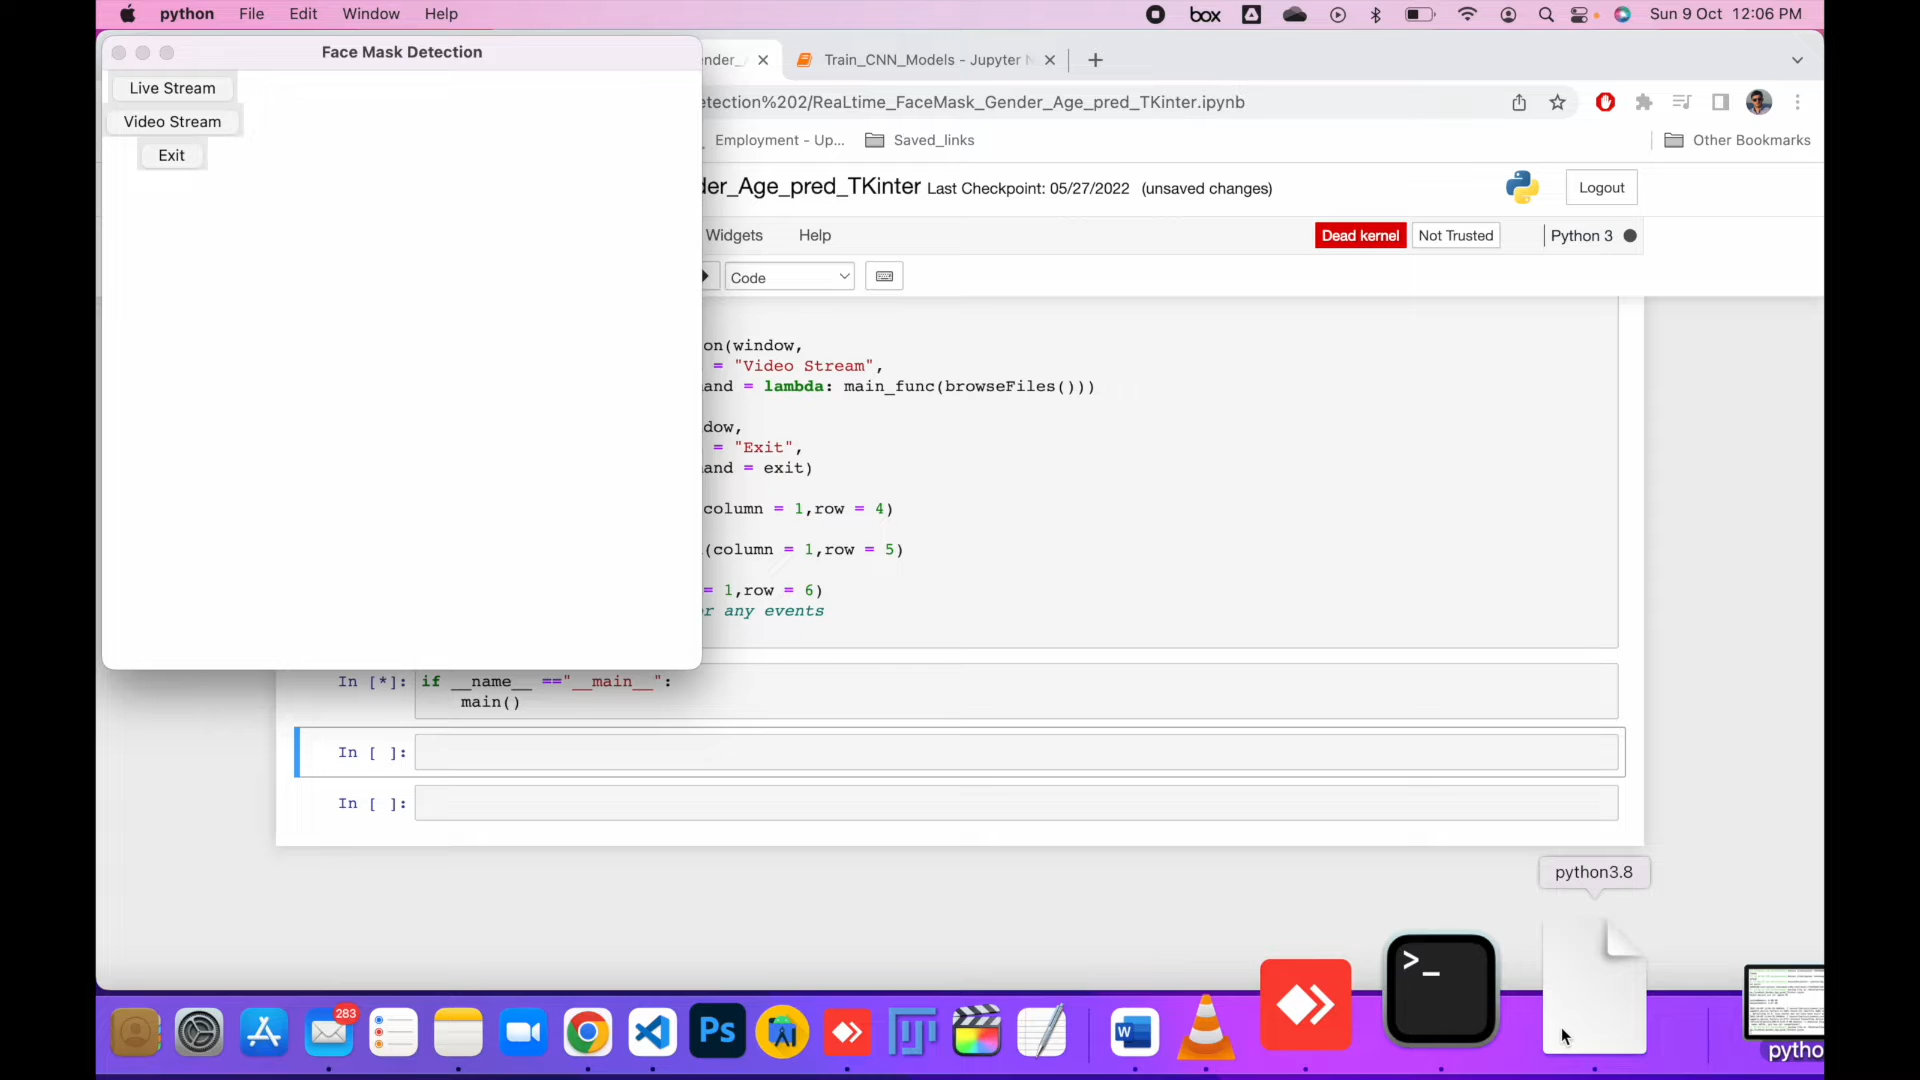 python File Edit Window Help box Sun 9 Oct 12:06 PM
Face Mask Detection
Live Stream
Video Stream
Exit
ender_ Train_CNN_Models - Jupyter N
etection%202/ReaLtime_FaceMask_Gender_Age_pred_TKinter.ipynb
Employment - Up... Saved_links Other Bookmarks
der_Age_pred_TKinter Last Checkpoint: 05/27/2022 (unsaved changes) Logout
Widgets Help Dead kernel Not Trusted Python 3
Code
on(window,
= "Video Stream",
and = lambda: main_func(browseFiles()))
dow,
= "Exit",
and = exit)
column = 1,row = 4)
(column = 1,row = 5)
= 1,row = 6)
or any events
In [*]: if __name__ =="__main__":
main()
In [ ]:
In [ ]:
python3.8
283
Ps
W
>_
pytho